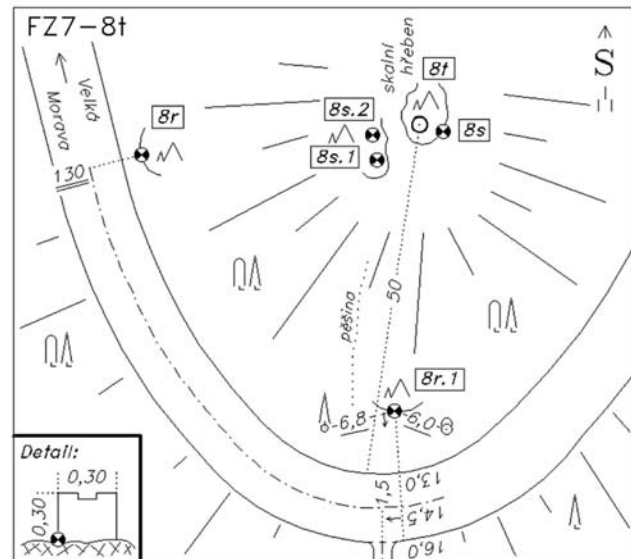 FZ7-8t
S
Velká
Morava
130
8r
8s.2
8s.1
skalní
hřeben
8t
8s
50
pěšina
8r.1
6,8
6,0
1,5
13,0
14,5
16,0
Detail:
0,30
0,30